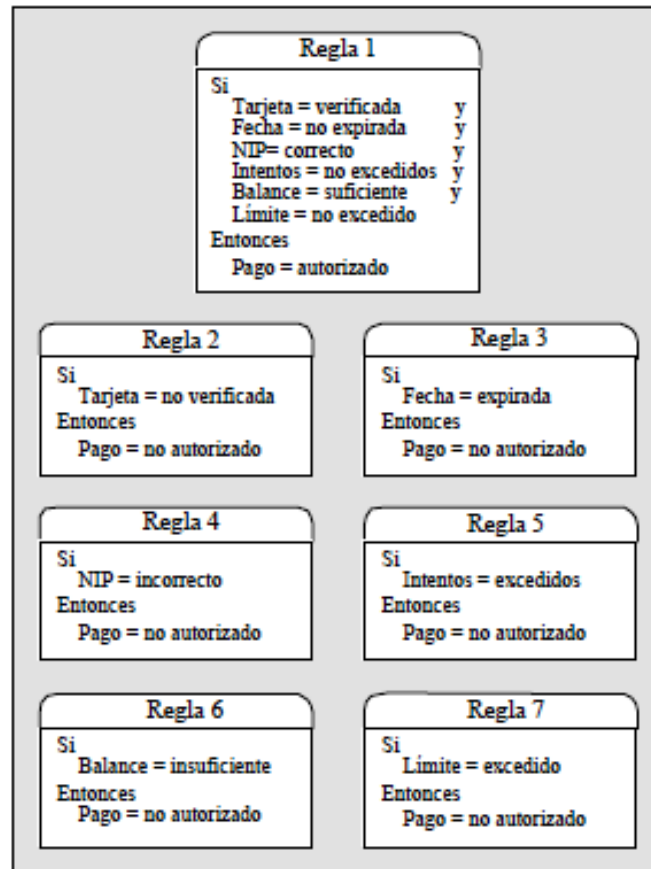 Regla 1
Si
Tarjeta = verificada y
Fecha = no expirada y
NIP= correcto y
Intentos = no excedidos y
Balance = suficiente y
Límite = no excedido
Entonces
Pago = autorizado
Regla 2
Si
Tarjeta = no verificada
Entonces
Pago = no autorizado
Regla 3
Si
Fecha = expirada
Entonces
Pago = no autorizado
Regla 4
Si
NIP = incorrecto
Entonces
Pago = no autorizado
Regla 5
Si
Intentos = excedidos
Entonces
Pago = no autorizado
Regla 6
Si
Balance = insuficiente
Entonces
Pago = no autorizado
Regla 7
Si
Límite = excedido
Entonces
Pago = no autorizado